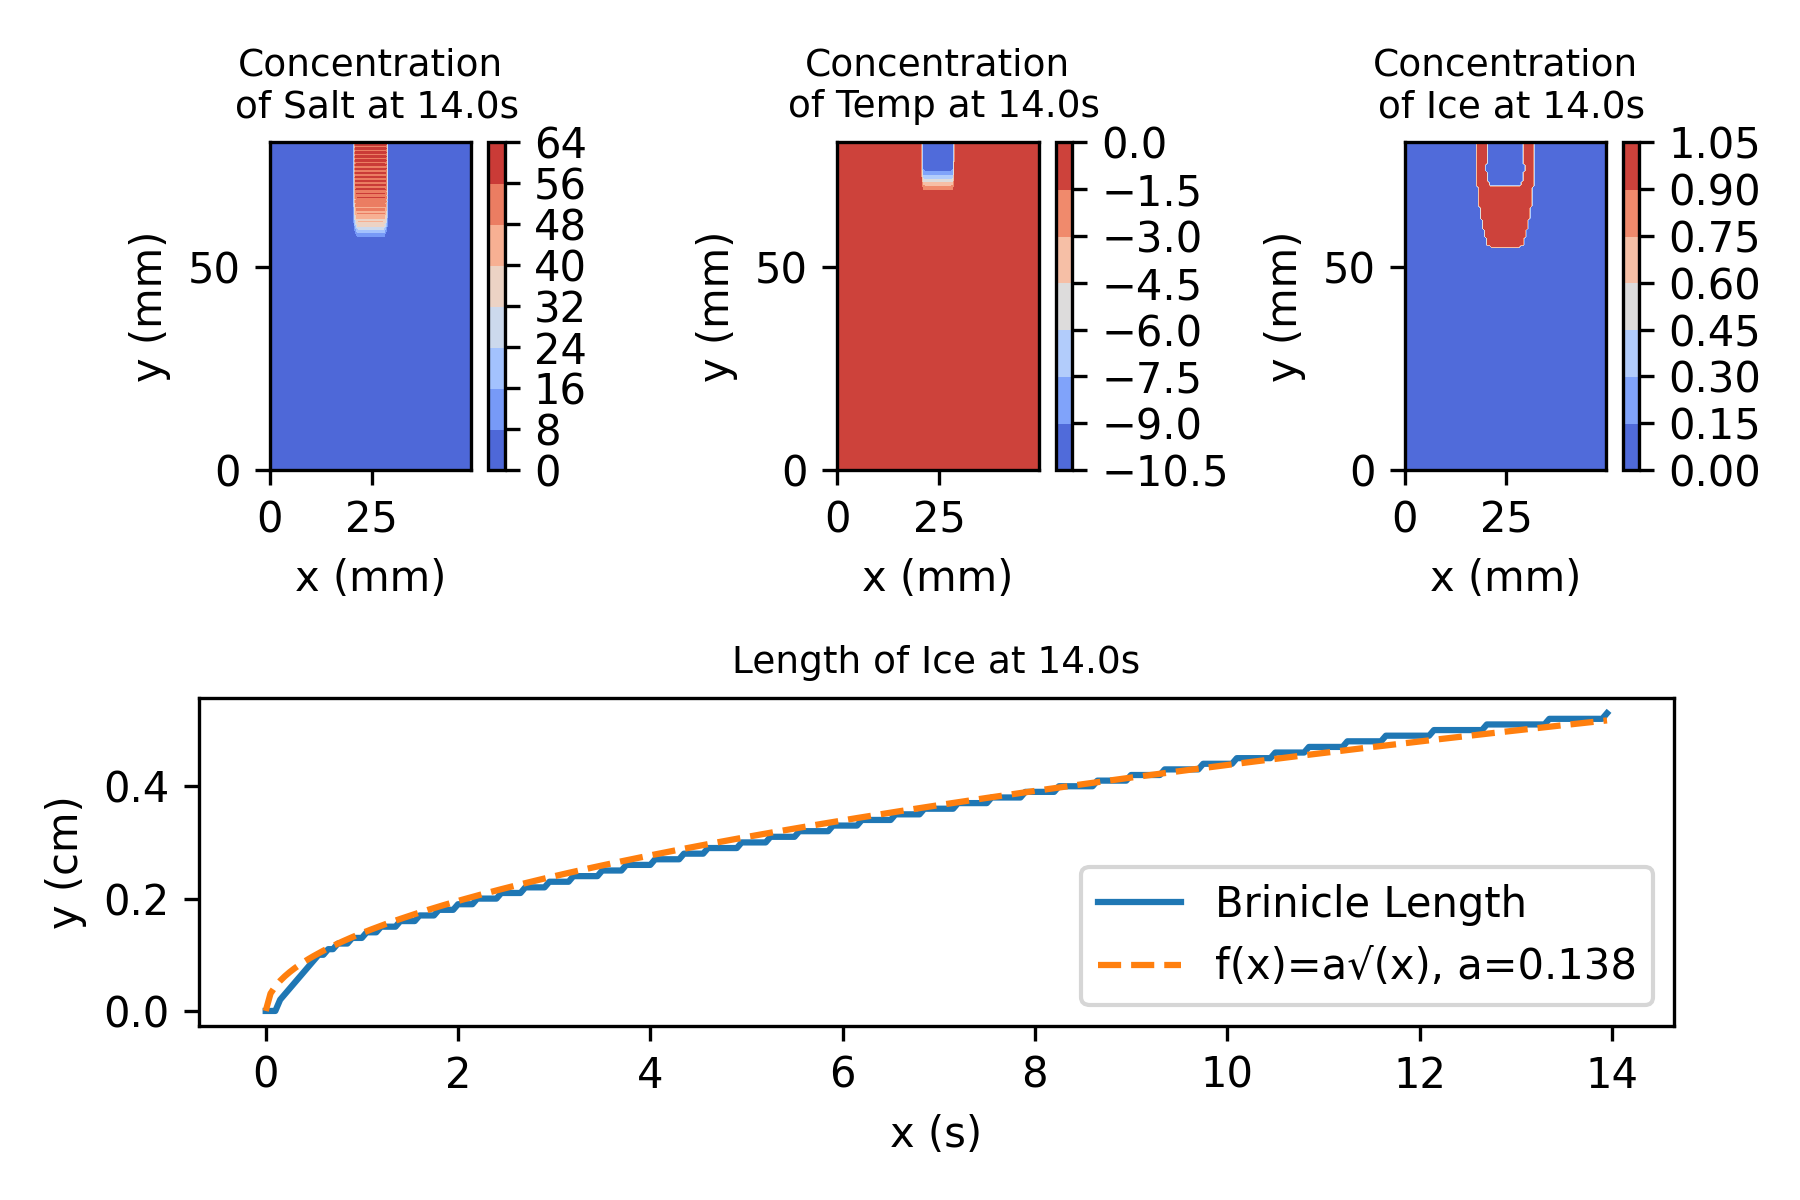 Concentration
of Salt at 14.0s
y (mm)
50
0
0 25
x (mm)
64
56
48
40
32
24
16
8
0
Concentration
of Temp at 14.0s
y (mm)
50
0
0 25
x (mm)
0.0
−1.5
−3.0
−4.5
−6.0
−7.5
−9.0
−10.5
Concentration
of Ice at 14.0s
y (mm)
50
0
0 25
x (mm)
1.05
0.90
0.75
0.60
0.45
0.30
0.15
0.00
Length of Ice at 14.0s
y (cm)
0.4
0.2
0.0
Brinicle Length
f(x)=a√(x), a=0.138
0 2 4 6 8 10 12 14
x (s)